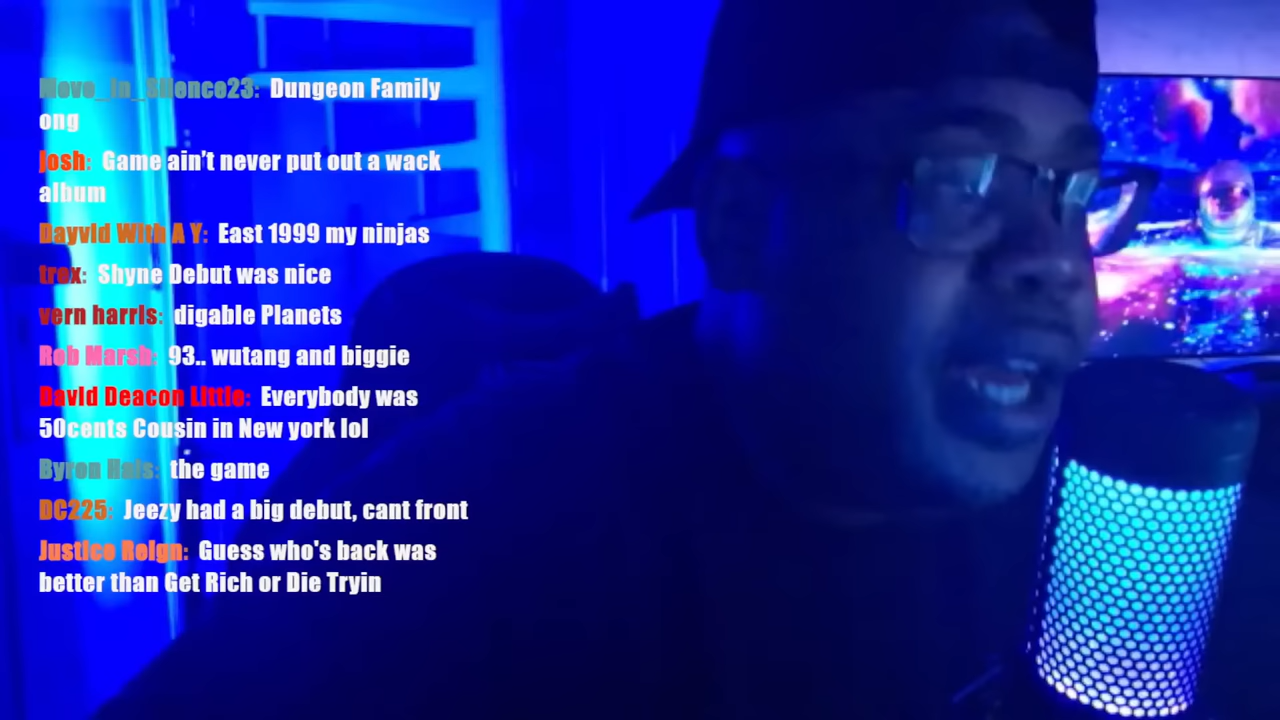 Move_In_Silence23: Dungeon Family
ong
Josh: Game ain't never put out a wack
album
Dayvid With A Y: East 1999 my ninjas
trox: Shyne Debut was nice
vern harris: digable Planets
Rob Marsh: 93.. wutang and biggie
David Deacon Little: Everybody was
50cents Cousin in New york lol
Byron Hals: the game
DC225: Jeezy had a big debut, cant front
Justice Reign: Guess who's back was
better than Get Rich or Die Tryin